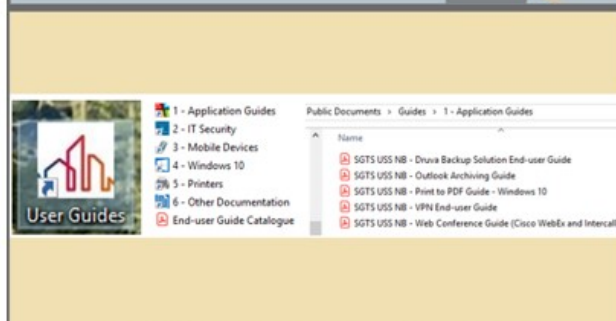 User Guides
1 - Application Guides
2 - IT Security
3 - Mobile Devices
4 - Windows 10
5 - Printers
6 - Other Documentation
End-user Guide Catalogue
Public Documents > Guides > 1 - Application Guides
Name
SGTS USS NB - Druva Backup Solution End-user Guide
SGTS USS NB - Outlook Archiving Guide
SGTS USS NB - Print to PDF Guide - Windows 10
SGTS USS NB - VPN End-user Guide
SGTS USS NB - Web Conference Guide (Cisco WebEx and Intercall